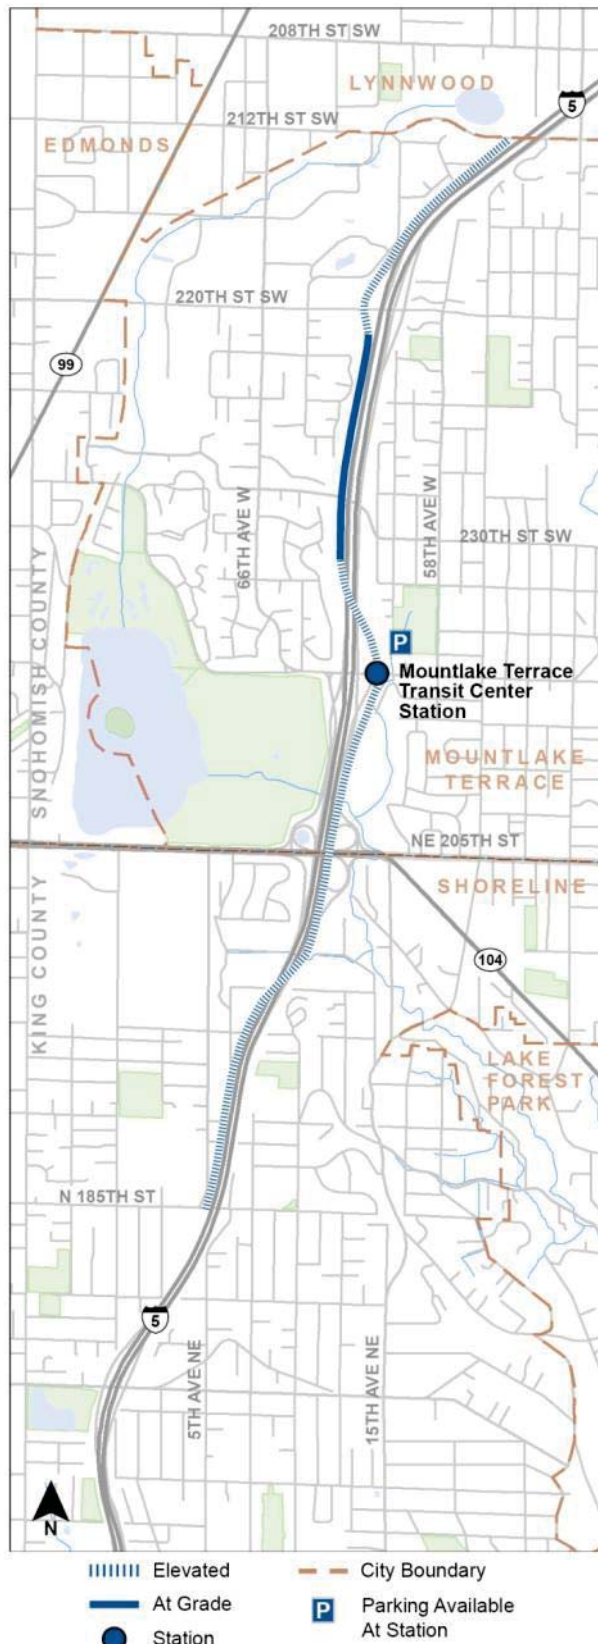 208TH ST SW
LYNNWOOD
5
212TH ST SW
EDMONDS
220TH ST SW
99
66TH AVE W
58TH AVE W
230TH ST SW
SNOHOMISH COUNTY
P
Mountlake Terrace
Transit Center
Station
MOUNTLAKE
TERRACE
NE 205TH ST
SHORELINE
KING COUNTY
104
LAKE
FOREST
PARK
N 185TH ST
5
5TH AVE NE
15TH AVE NE
N
Elevated
City Boundary
At Grade
P Parking Available
At Station
Station